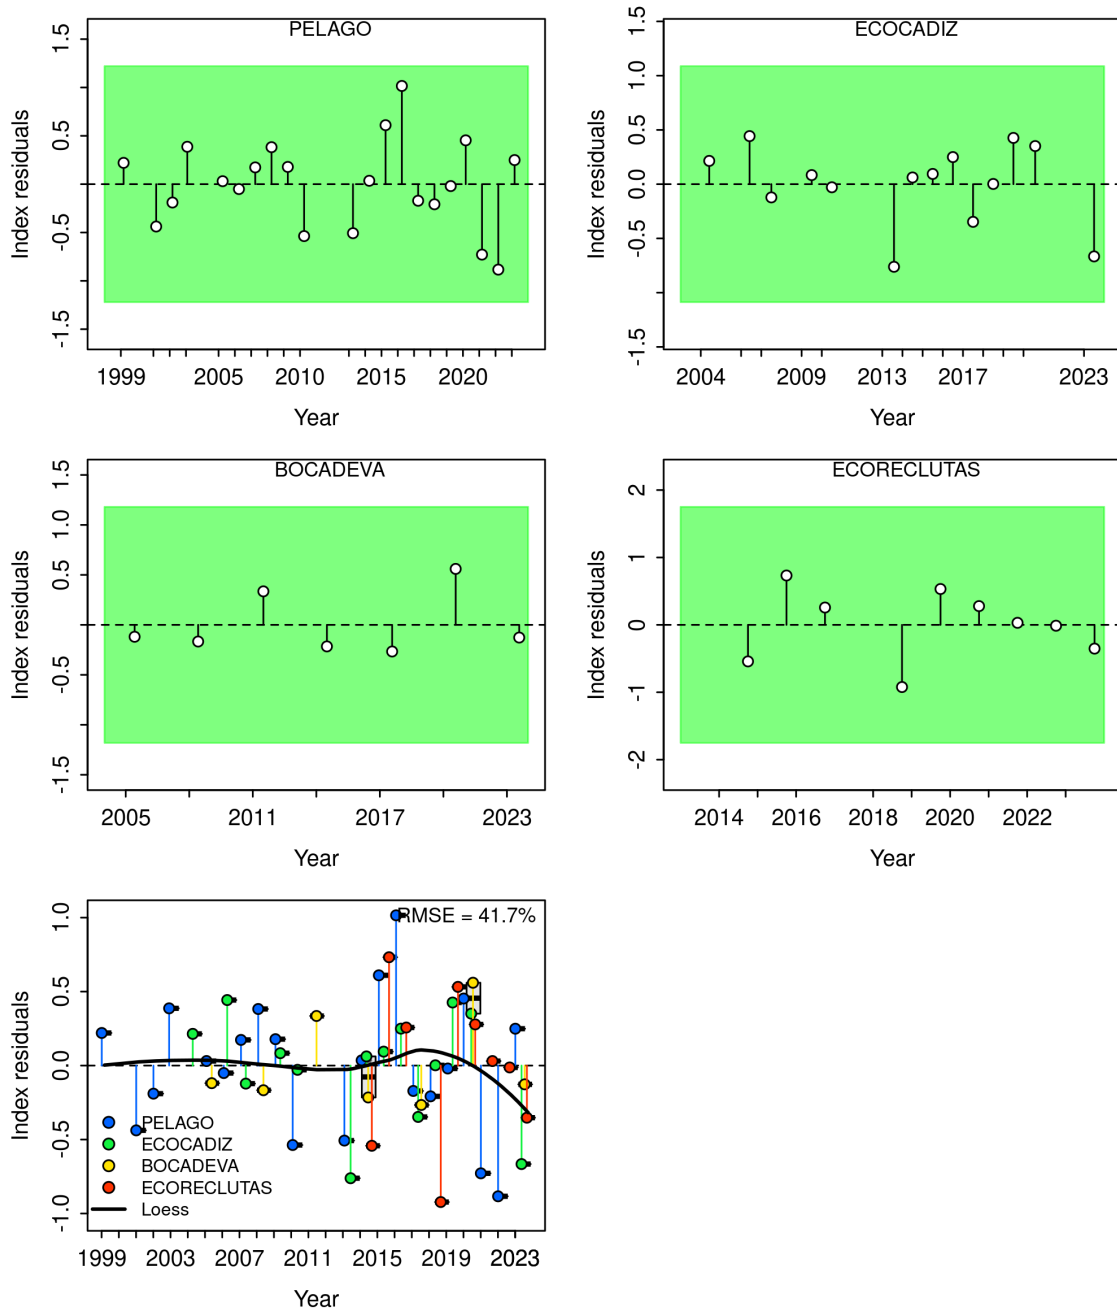 PELAGO
Index residuals
1.5
0.5
-0.5
-1.5
1999 2005 2010 2015 2020
Year
ECOCADIZ
Index residuals
1.5
1.0
0.5
0.0
-0.5
-1.5
2004 2009 2013 2017 2023
Year
BOCADEVA
Index residuals
1.5
1.0
0.5
-0.5
-1.5
2005 2011 2017 2023
Year
ECORECLUTAS
Index residuals
2
1
0
-1
-2
2014 2016 2018 2020 2022
Year
RMSE = 41.7%
Index residuals
1.0
0.5
0.0
-0.5
-1.0
PELAGO
ECOCADIZ
BOCADEVA
ECORECLUTAS
Loess
1999 2003 2007 2011 2015 2019 2023
Year